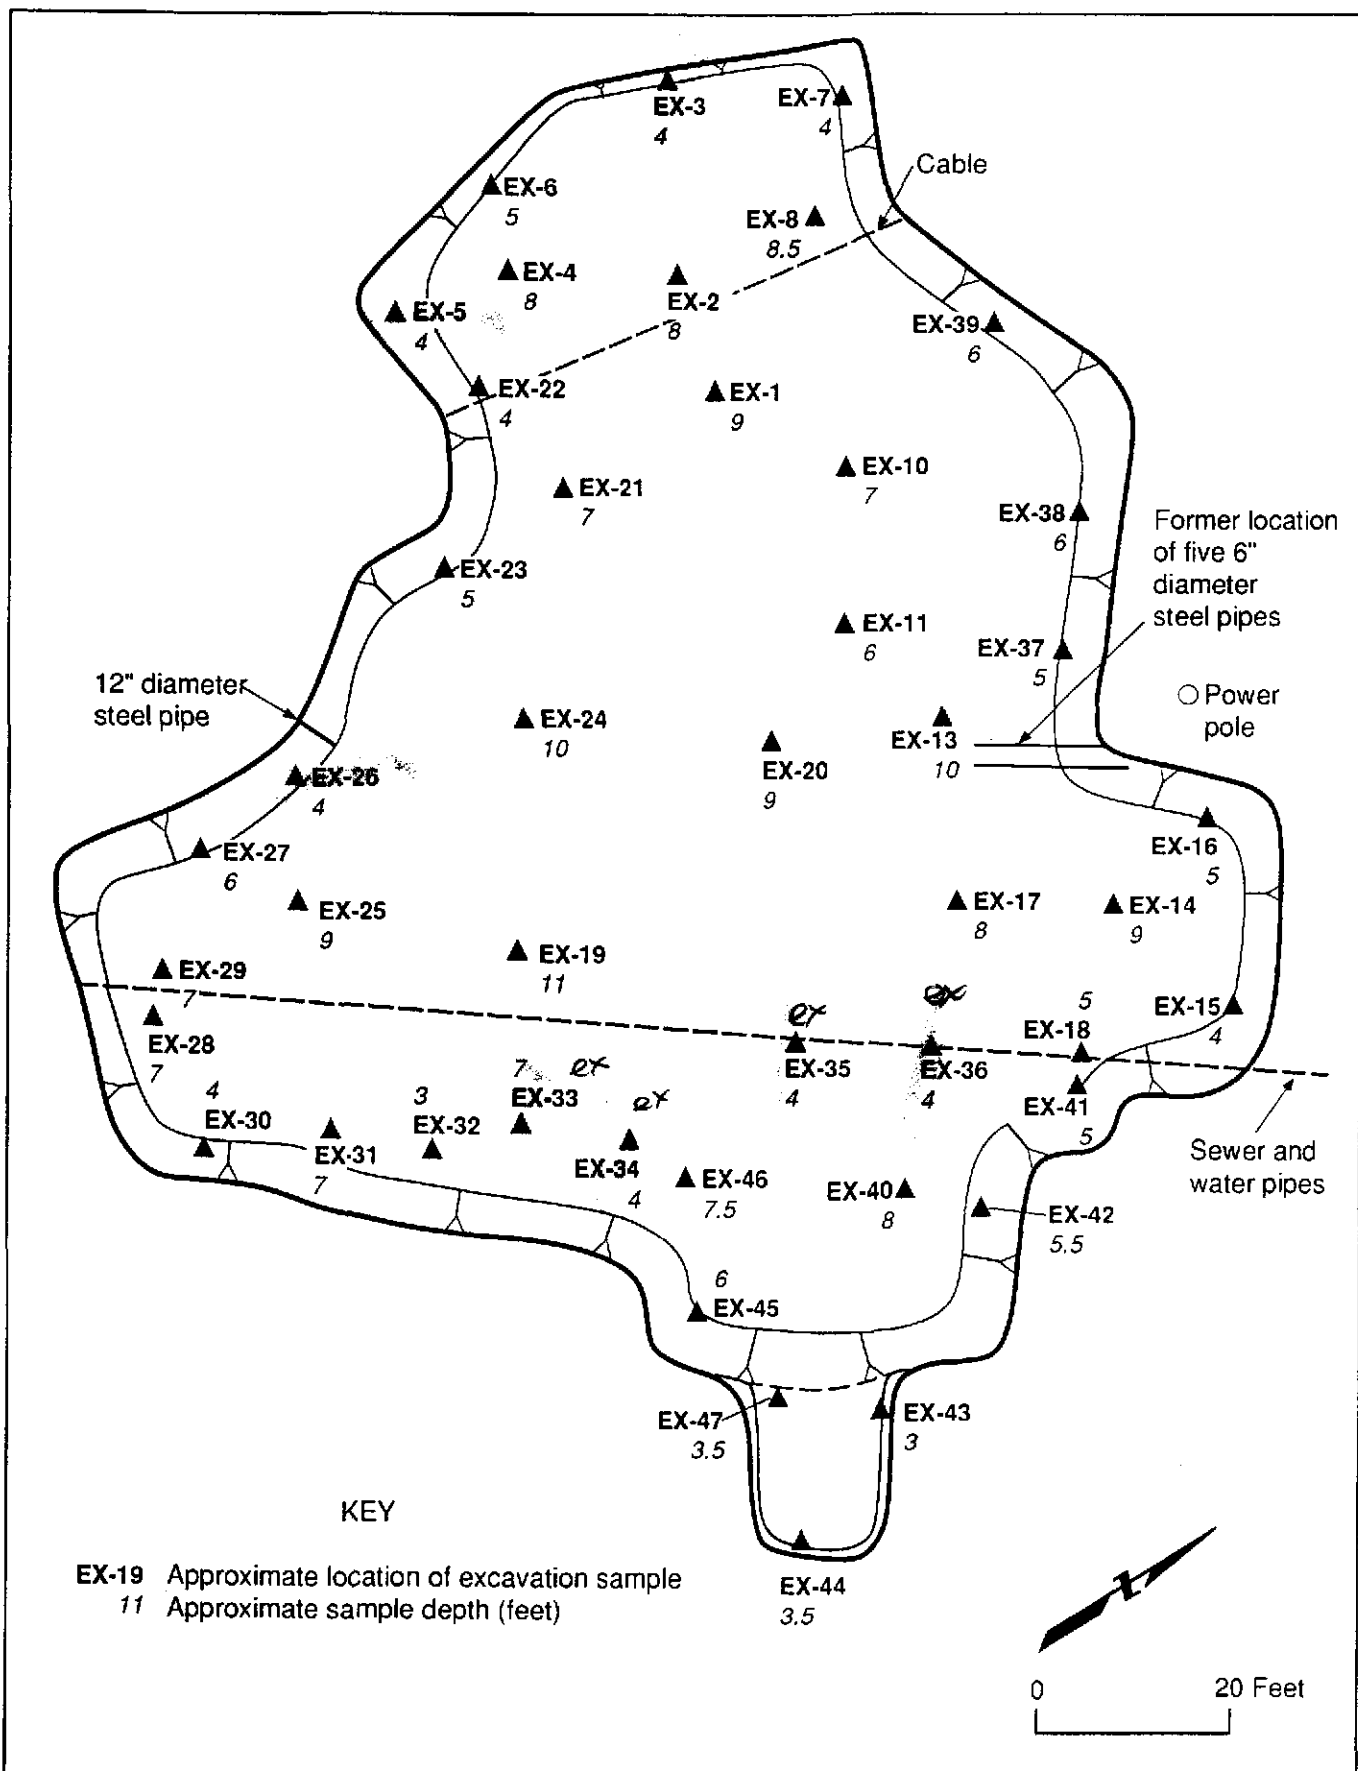 EX-3
4
EX-7
4
Cable
EX-6
5
EX-8
8.5
EX-4
8
EX-2
8
EX-5
4
EX-39
6
EX-22
4
EX-1
9
EX-10
7
EX-21
7
EX-38
6
Former location
of five 6"
diameter
steel pipes
EX-23
5
EX-11
6
EX-37
5
12" diameter
steel pipe
Power
pole
EX-24
10
EX-13
10
EX-20
9
EX-26
4
EX-16
5
EX-27
6
EX-25
9
EX-17
8
EX-14
9
EX-19
11
EX-29
7
ex
ex
5
EX-18
EX-15
4
EX-28
7
EX-35
4
EX-36
4
EX-41
5
4
EX-30
3
EX-32
7
ex
EX-33
ex
EX-31
7
EX-34
4
EX-46
7.5
EX-40
8
Sewer and
water pipes
EX-42
5.5
6
EX-45
EX-47
3.5
EX-43
3
KEY
EX-19 Approximate location of excavation sample
11 Approximate sample depth (feet)
EX-44
3.5
Z
0 20 Feet